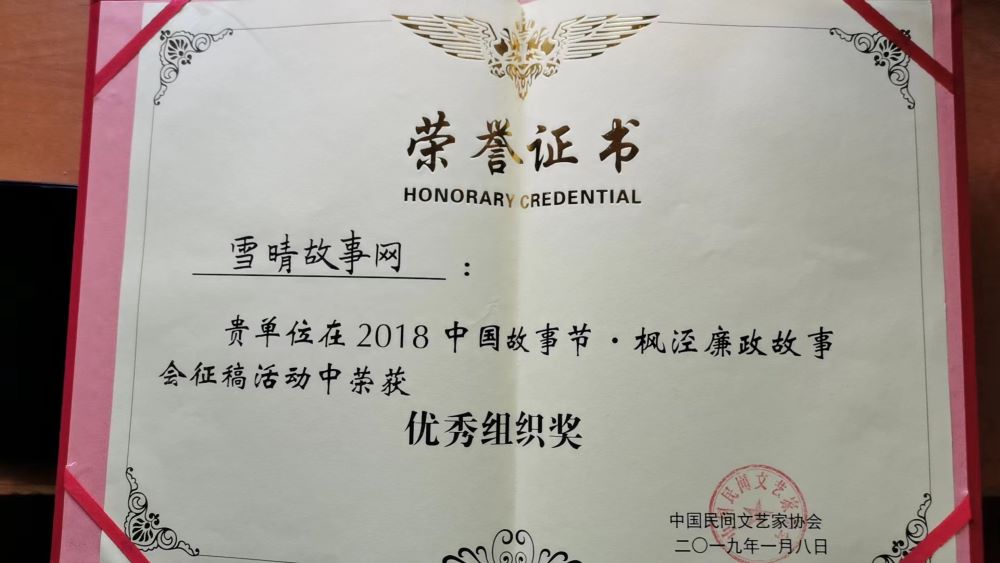 荣誉证书
HONORARY CREDENTIAL
雪晴故事网：
贵单位在2018中国故事节·枫泾廉政故事
会征稿活动中荣获
优秀组织奖
中国民间文艺家协会
二〇一九年一月八日